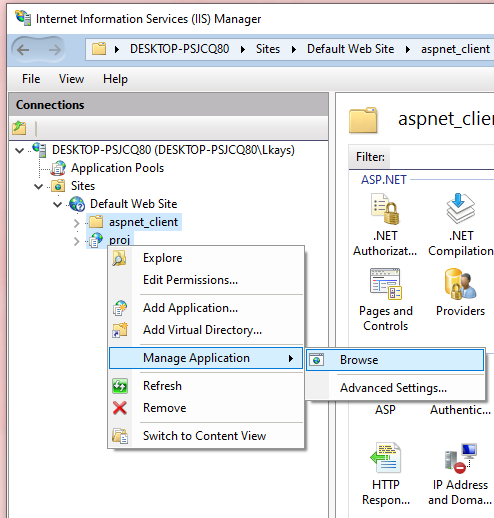 Internet Information Services (IIS) Manager
DESKTOP-PSJCQ80 Sites Default Web Site aspnet_client
File View Help
Connections
DESKTOP-PSJCQ80 (DESKTOP-PSJCQ80\Lkays)
Application Pools
Sites
Default Web Site
aspnet_client
proj
Explore
Edit Permissions...
Add Application...
Add Virtual Directory...
Manage Application
Refresh
Remove
Switch to Content View
Browse
Advanced Settings...
aspnet_clie
Filter:
ASP.NET
.NET
Authorizat...
.NET
Compilation
Pages and
Controls
Providers
ASP
Authentic...
HTTP
Respon...
IP Address
and Doma...